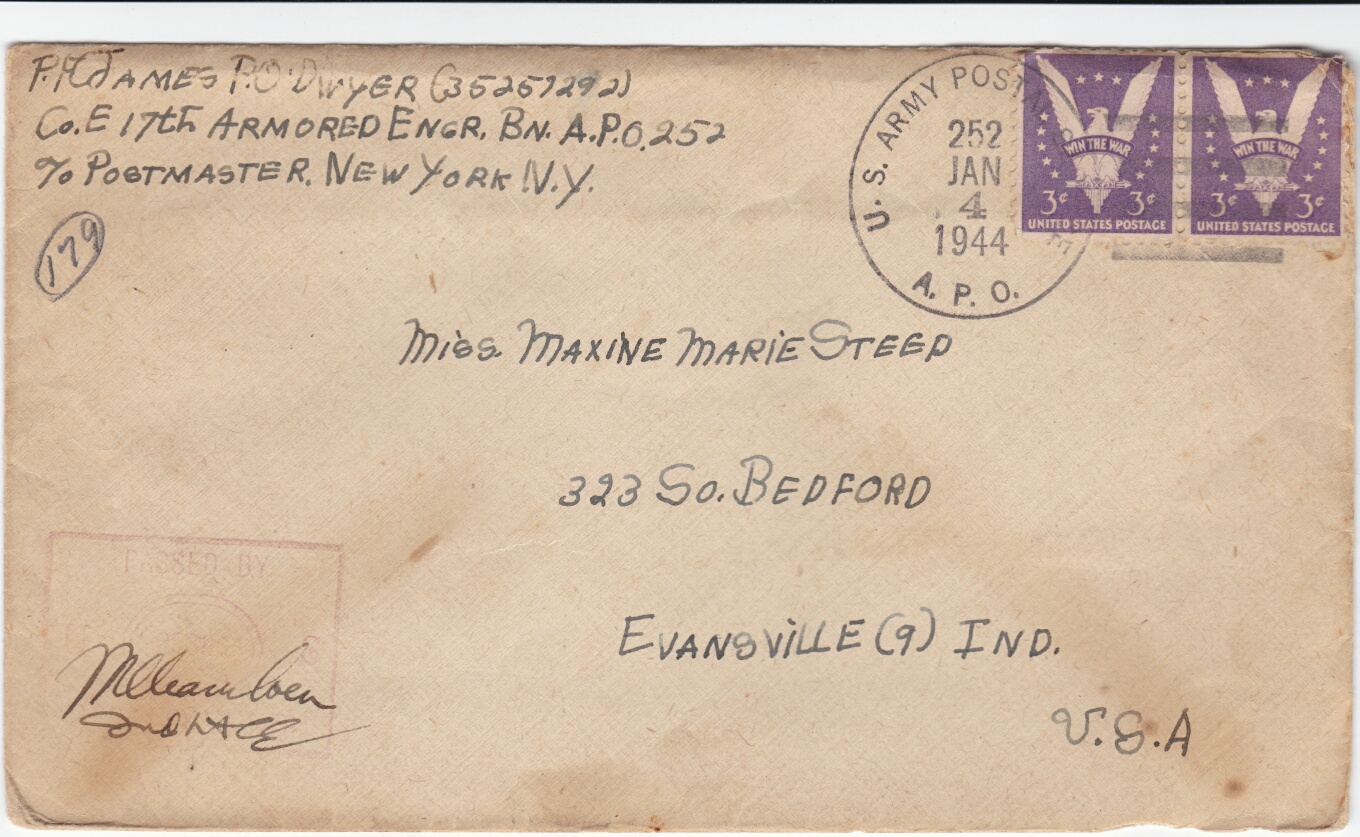 P.F.C. JAMES P. O'DWYER (35257292)
Co. E 17th ARMORED ENGR. BN. A.P.O. 252
c/o POSTMASTER. NEW YORK N.Y.
179
U.S. ARMY POSTAL
252
JAN
4
1944
A. P. O.
WIN THE WAR
3¢ 3¢
UNITED STATES POSTAGE
WIN THE WAR
3¢ 3¢
UNITED STATES POSTAGE
MISS. MAXINE MARIE STEEP
323 SO. BEDFORD
EVANSVILLE (9) IND.
U.S.A
PASSED BY